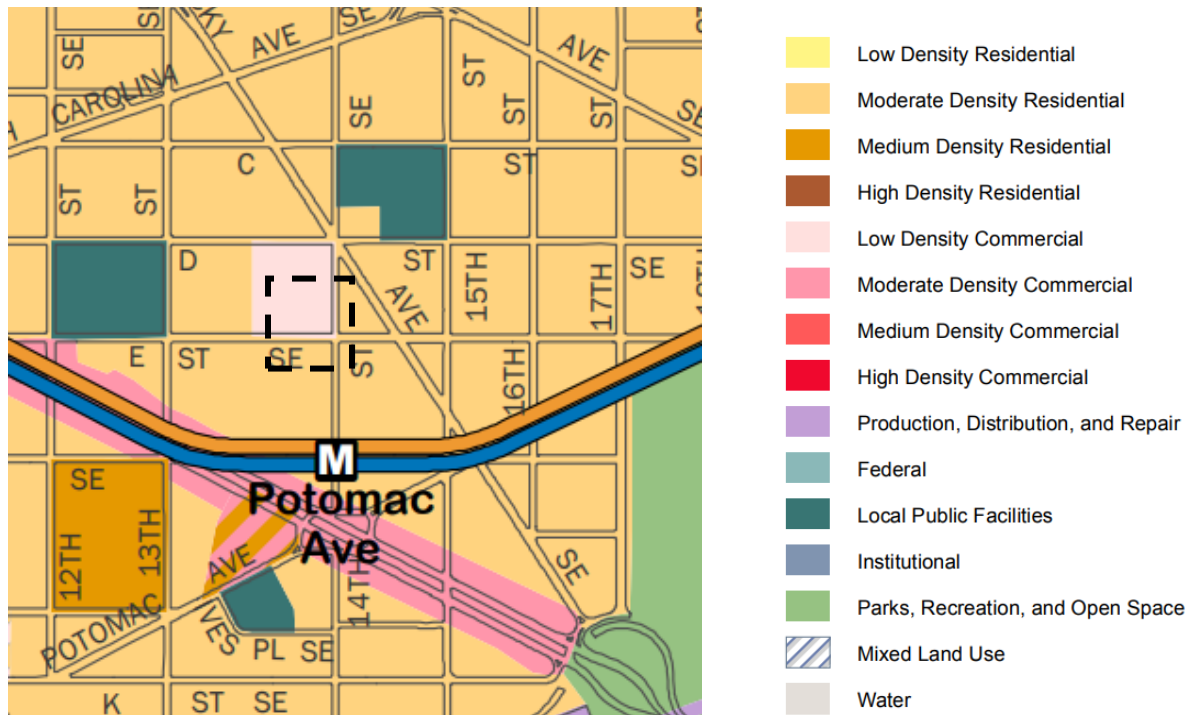 SE
AVE
SE
AVE
ST
CAROLINA
SE
ST
ST
SE
C
ST
ST
ST
D
ST
SE
AVE
15TH
17TH
E
ST
SE
ST
16TH
M
SE
Potomac
Ave
12TH
13TH
AVE
SE
14TH
POTOMAC
IVES
PL
SE
K
ST
SE
Low Density Residential
Moderate Density Residential
Medium Density Residential
High Density Residential
Low Density Commercial
Moderate Density Commercial
Medium Density Commercial
High Density Commercial
Production, Distribution, and Repair
Federal
Local Public Facilities
Institutional
Parks, Recreation, and Open Space
Mixed Land Use
Water